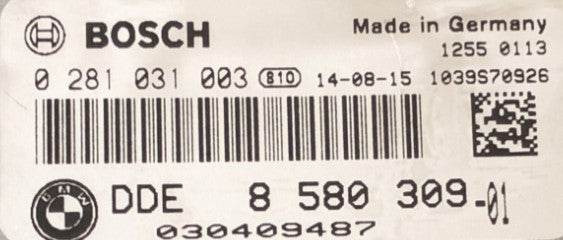 BOSCH
Made in Germany
1255 0113
0 281 031 003 810 14-08-15 1039S70926
BMW
DDE 8 580 309-01
030409487